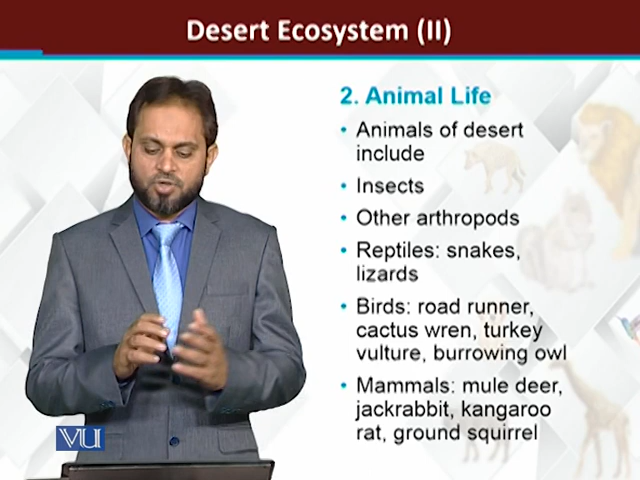 Desert Ecosystem (II)
2. Animal Life
• Animals of desert
include
• Insects
• Other arthropods
• Reptiles: snakes,
lizards
• Birds: road runner,
cactus wren, turkey
vulture, burrowing owl
• Mammals: mule deer,
jackrabbit, kangaroo
rat, ground squirrel
VU